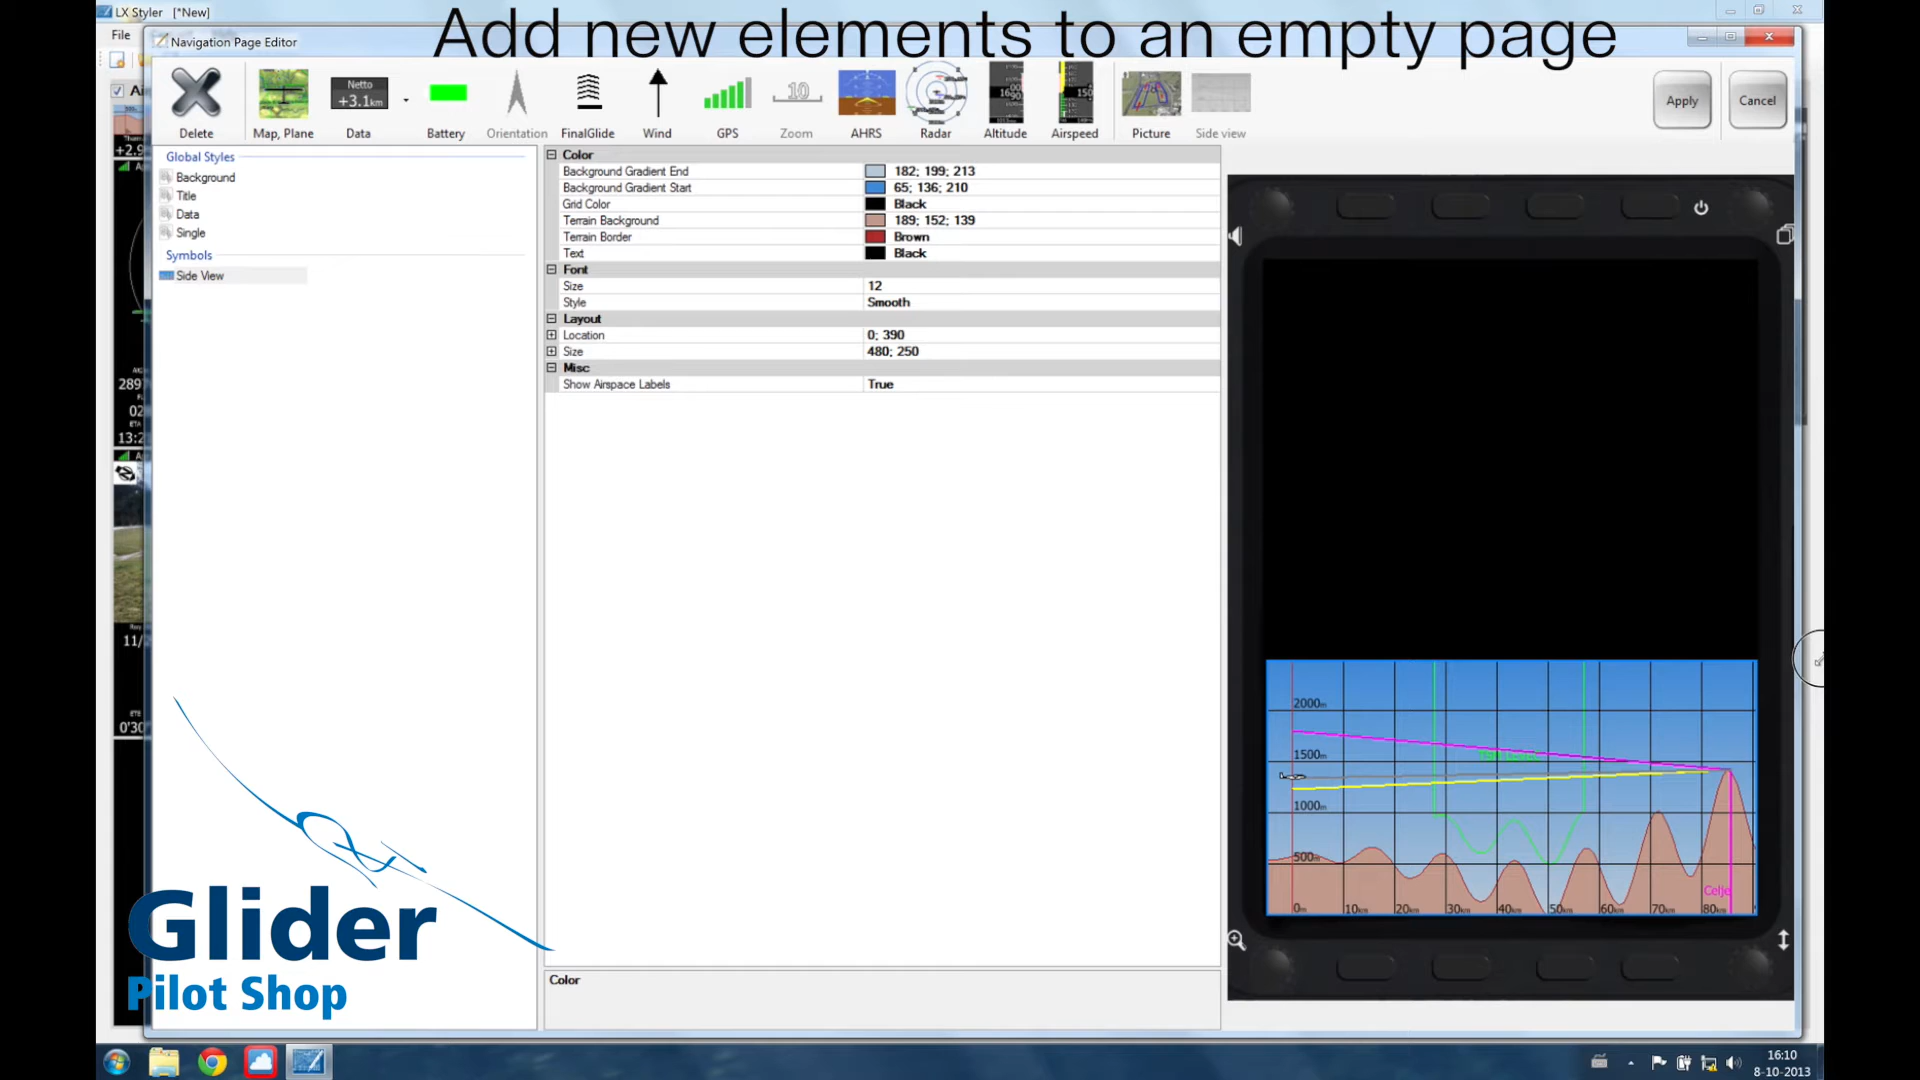 LX Styler [*New]
Add new elements to an empty page
File
Navigation Page Editor
Netto
+3.1km
10
Delete
Map, Plane
Data
Battery
Orientation
FinalGlide
Wind
GPS
Zoom
AHRS
Radar
Altitude
Airspeed
Picture
Side view
Apply
Cancel
Global Styles
Background
Title
Data
Single
Symbols
Side View
Color
Background Gradient End 182; 199; 213
Background Gradient Start 65; 136; 210
Grid Color Black
Terrain Background 189; 152; 139
Terrain Border Brown
Text Black
Font
Size 12
Style Smooth
Layout
Location 0; 390
Size 480; 250
Misc
Show Airspace Labels True
2000m
1500m
1000m
500m
Celje
0m 10km 20km 30km 40km 50km 60km 70km 80km
Color
Glider
Pilot Shop
16:10
8-10-2013